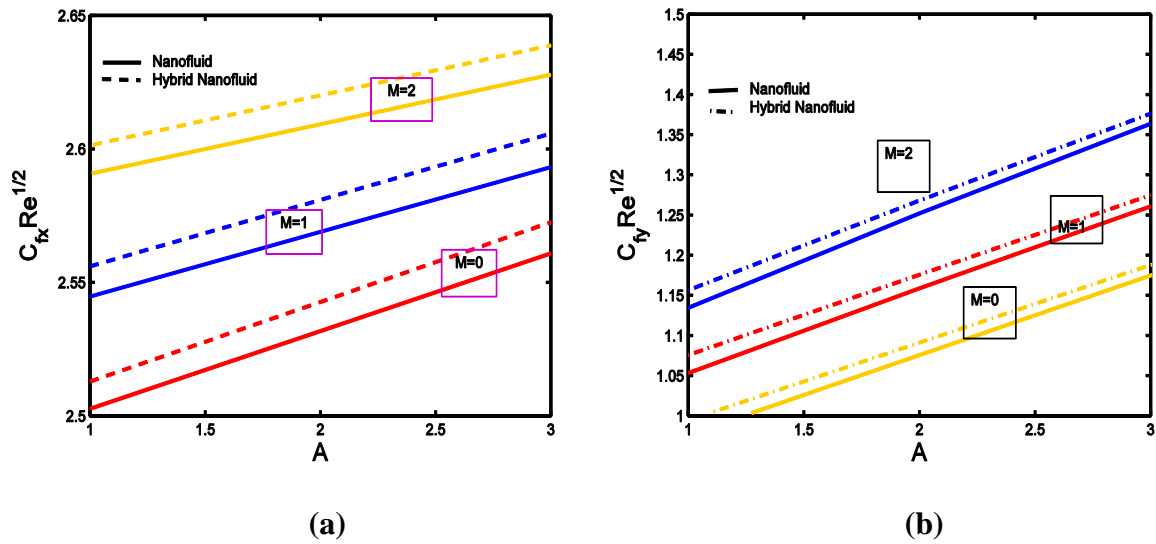 2.65
Nanofluid
Hybrid Nanofluid
M=2
2.6
C_fx Re^1/2
M=1
M=0
2.55
2.5
1 1.5 2 2.5 3
A
(a)
1.5
1.45
1.4
Nanofluid
Hybrid Nanofluid
1.35
M=2
1.3
C_fy Re^1/2
1.25
M=1
1.2
1.15
M=0
1.1
1.05
1
1 1.5 2 2.5 3
A
(b)